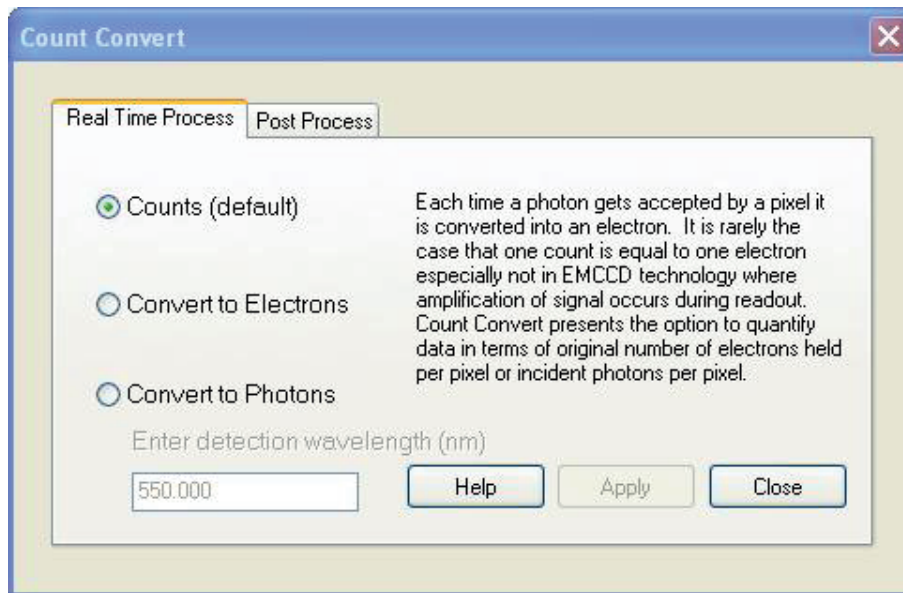 Count Convert
Real Time Process
Post Process
Counts (default)
Convert to Electrons
Convert to Photons
Enter detection wavelength (nm)
550.000
Each time a photon gets accepted by a pixel it
is converted into an electron. It is rarely the
case that one count is equal to one electron
especially not in EMCCD technology where
amplification of signal occurs during readout.
Count Convert presents the option to quantify
data in terms of original number of electrons held
per pixel or incident photons per pixel.
Help
Apply
Close